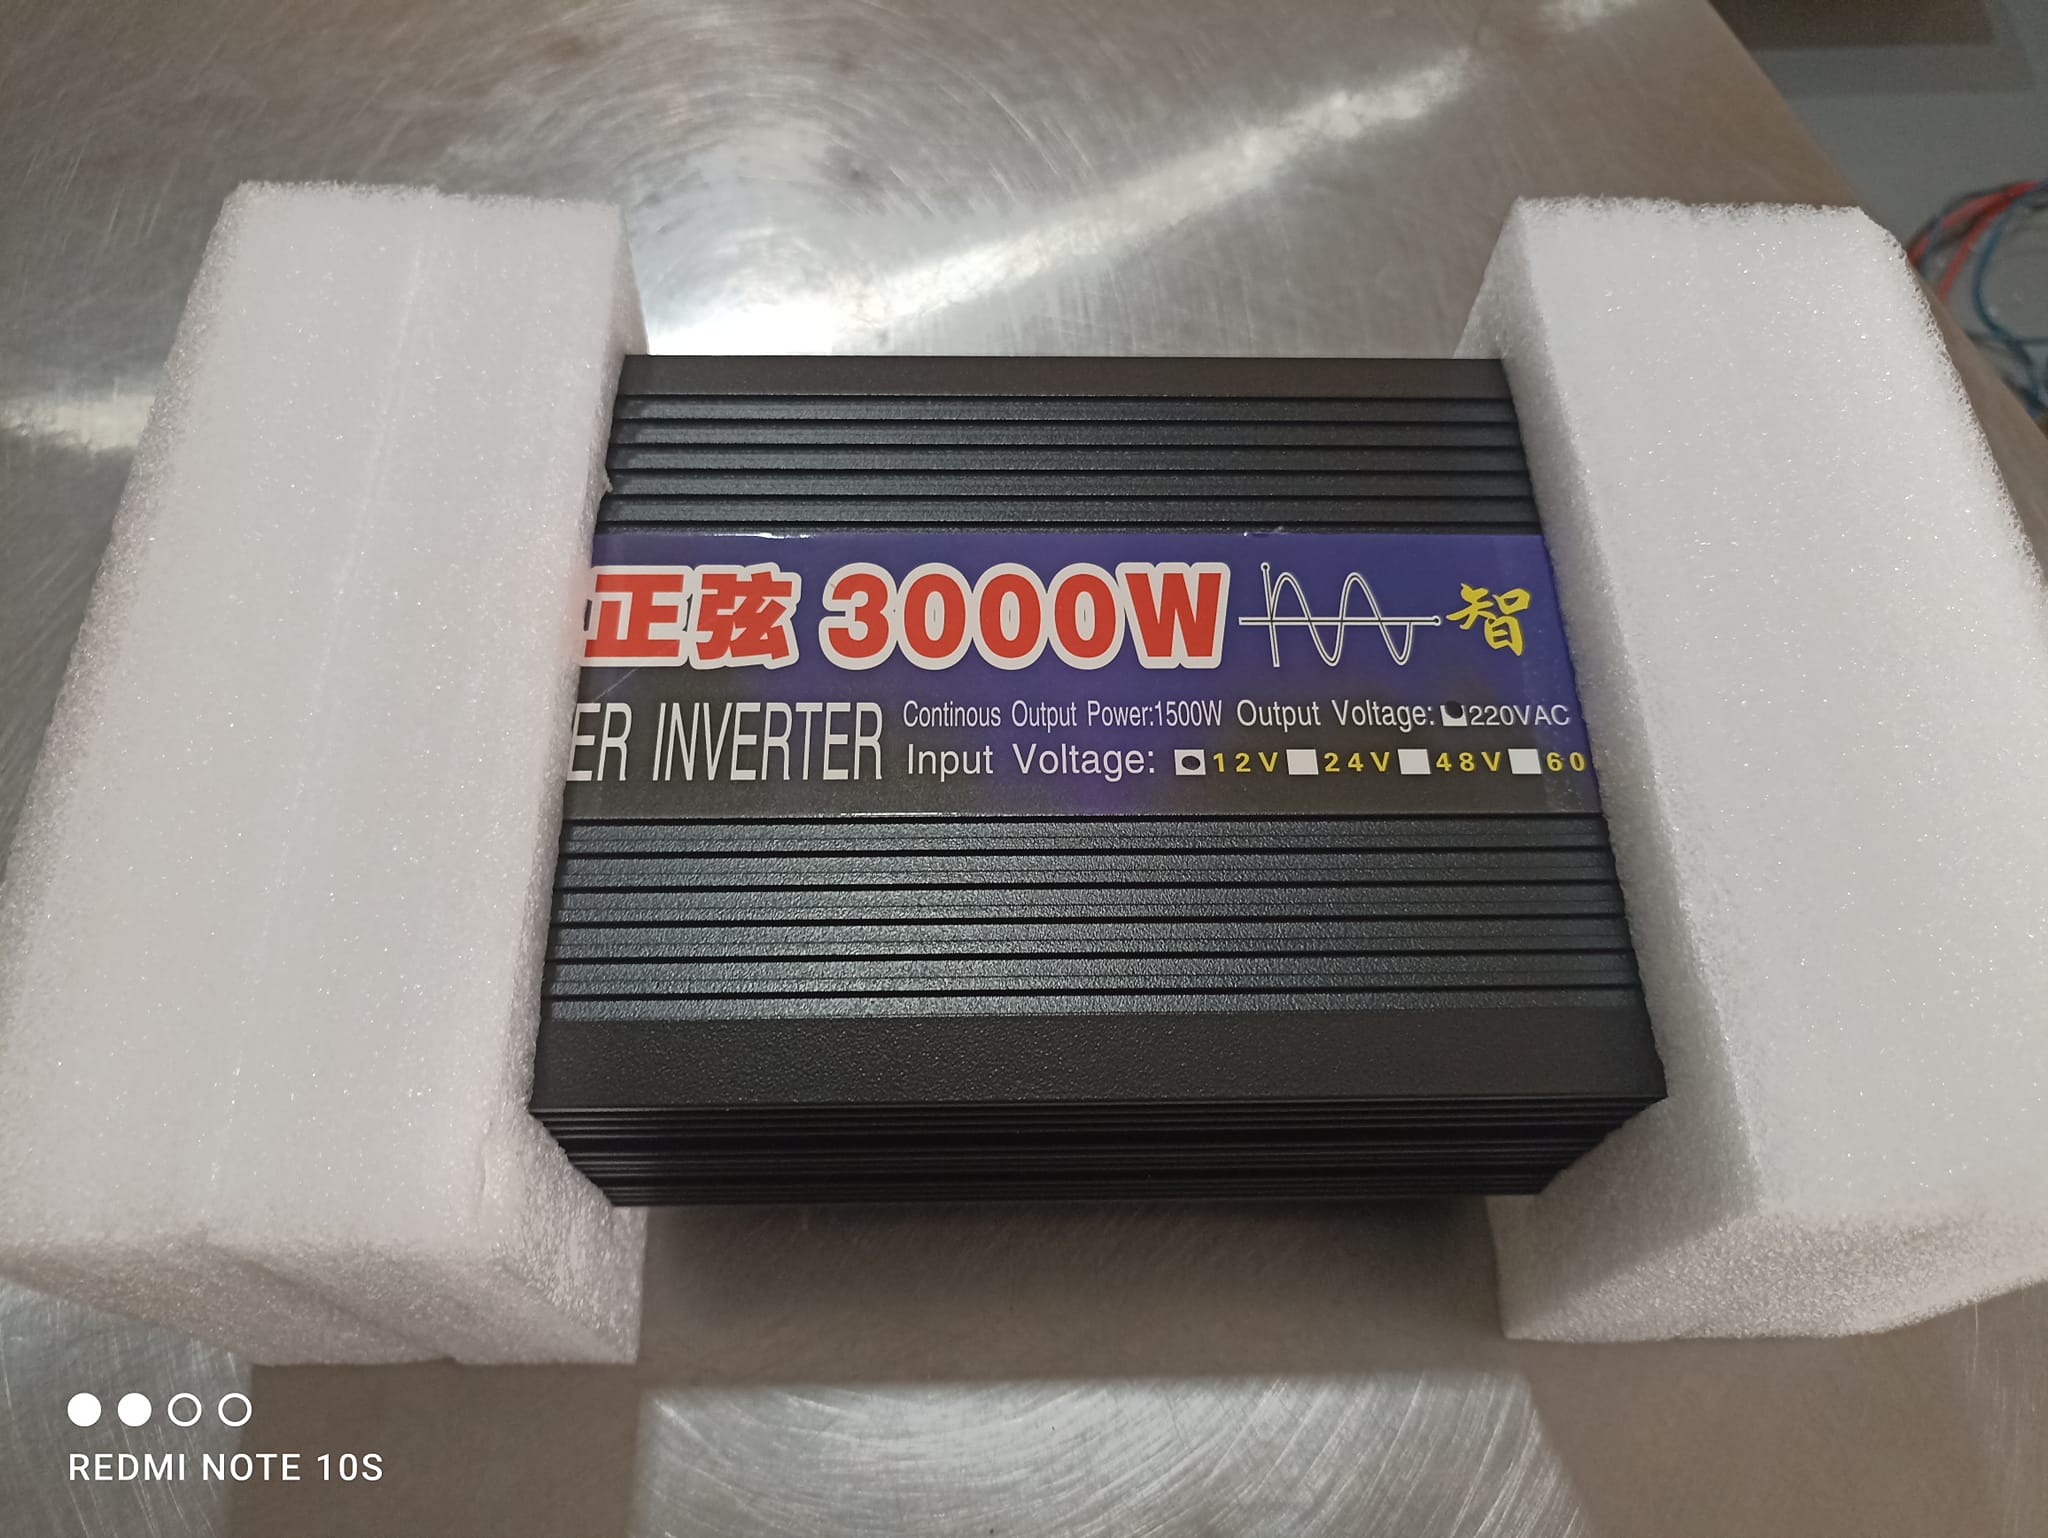 正弦 3000W 智
ER INVERTER
Continous Output Power:1500W Output Voltage: 220VAC
Input Voltage: 12V 24V 48V 60
REDMI NOTE 10S